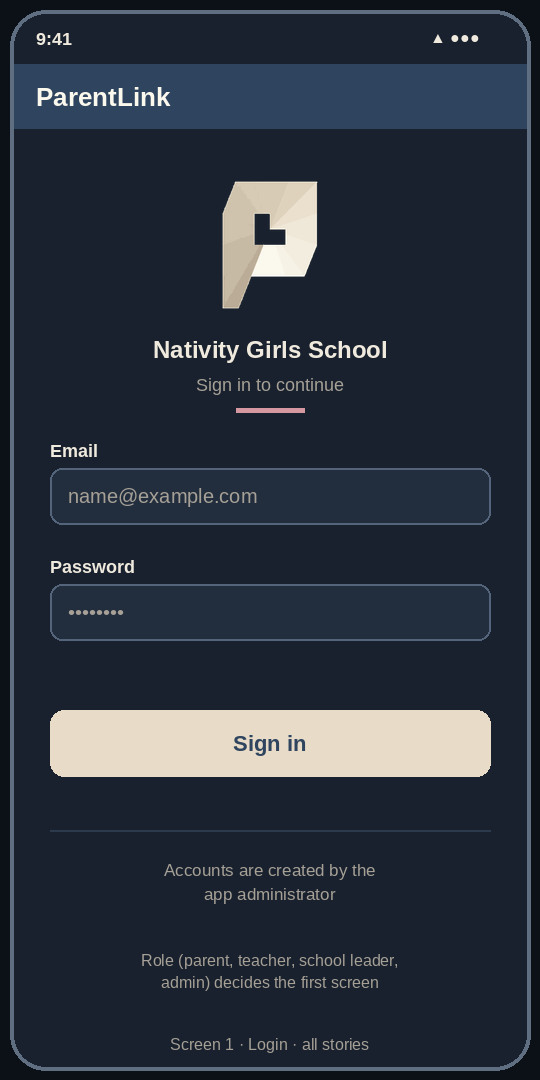 9:41
ParentLink
Nativity Girls School
Sign in to continue
Email
name@example.com
Password
••••••••
Sign in
Accounts are created by the
app administrator
Role (parent, teacher, school leader,
admin) decides the first screen
Screen 1 · Login · all stories